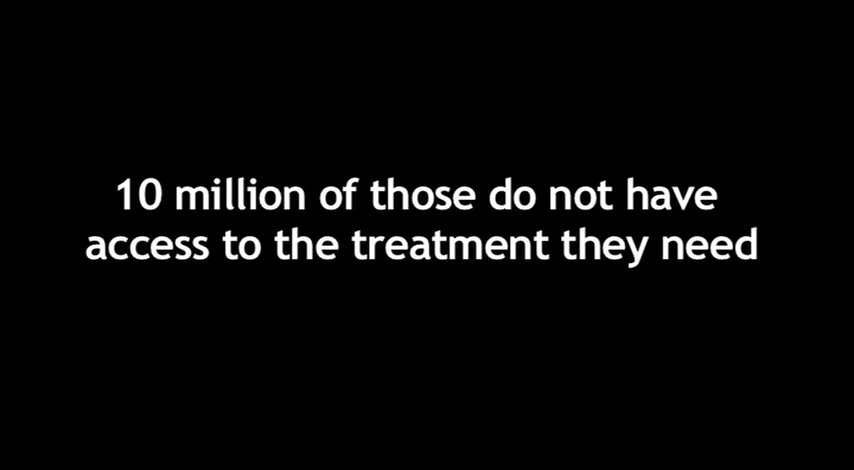 10 million of those do not have
access to the treatment they need